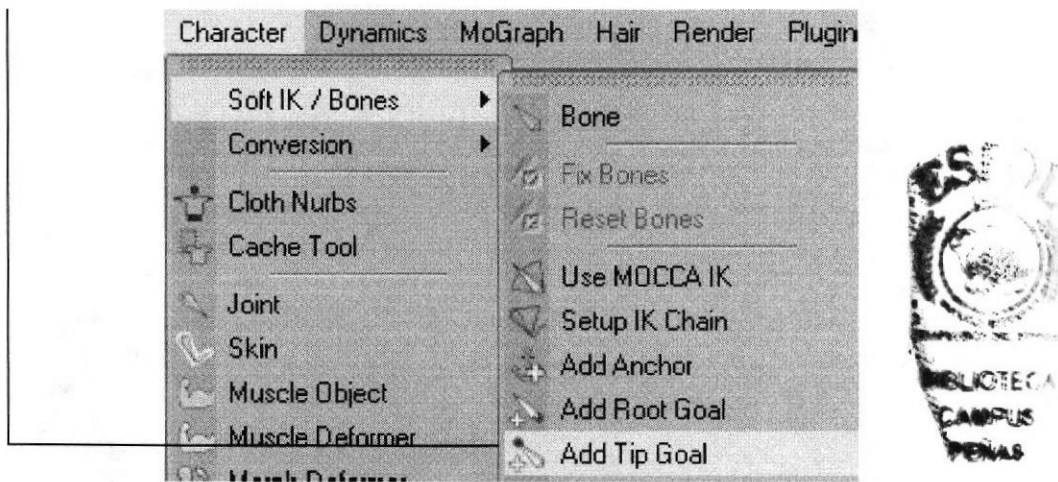 Character Dynamics MoGraph Hair Render Plugin
Soft IK / Bones
Conversion
Cloth Nurbs
Cache Tool
Joint
Skin
Muscle Object
Muscle Deformer
Bone
Fix Bones
Reset Bones
Use MOCCA IK
Setup IK Chain
Add Anchor
Add Root Goal
Add Tip Goal
CAMPUS
PEÑAS